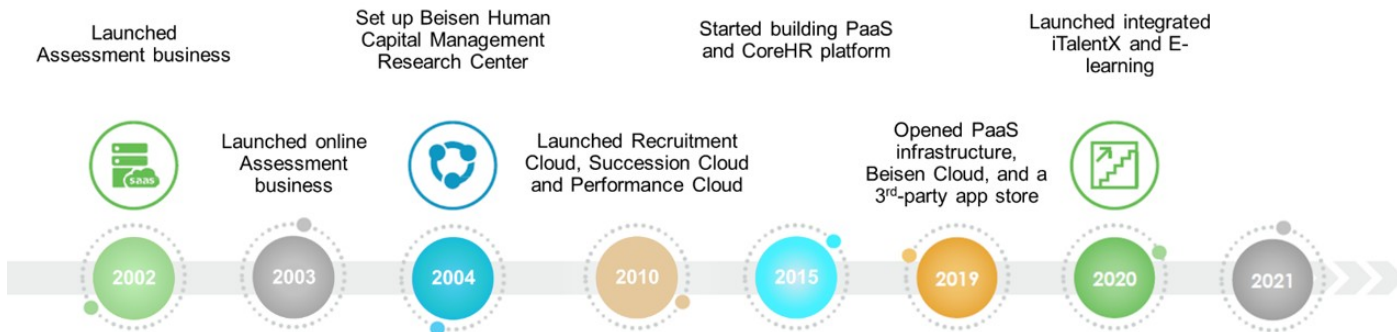 Launched
Assessment business
Set up Beisen Human
Capital Management
Research Center
Started building PaaS
and CoreHR platform
Launched integrated
iTalentX and E-
learning
Launched online
Assessment
business
Launched Recruitment
Cloud, Succession Cloud
and Performance Cloud
Opened PaaS
infrastructure,
Beisen Cloud, and a
3rd-party app store
saas
2002
2003
2004
2010
2015
2019
2020
2021